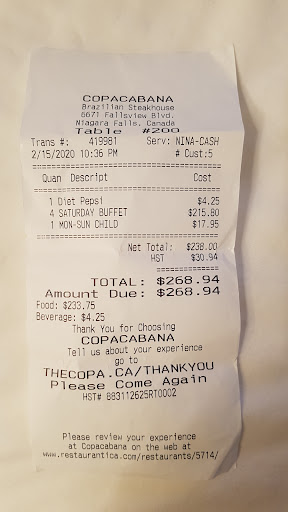 COPACABANA
Brazilian Steakhouse
6671 Fallsview Blvd.
Niagara Falls, Canada
Table #200
Trans #: 419981 Serv: NINA-CASH
2/15/2020 10:36 PM # Cust:5
Quan Descript Cost
1 Diet Pepsi $4.25
4 SATURDAY BUFFET $215.80
1 MON-SUN CHILD $17.95
Net Total: $238.00
HST $30.94
TOTAL: $268.94
Amount Due: $268.94
Food: $233.75
Beverage: $4.25
Thank You for Choosing
COPACABANA
Tell us about your experience
go to
THECOPA.CA/THANKYOU
Please Come Again
HST# 883112625RT0002
Please review your experience
at Copacabana on the web at
www.restaurantica.com/restaurants/5714/